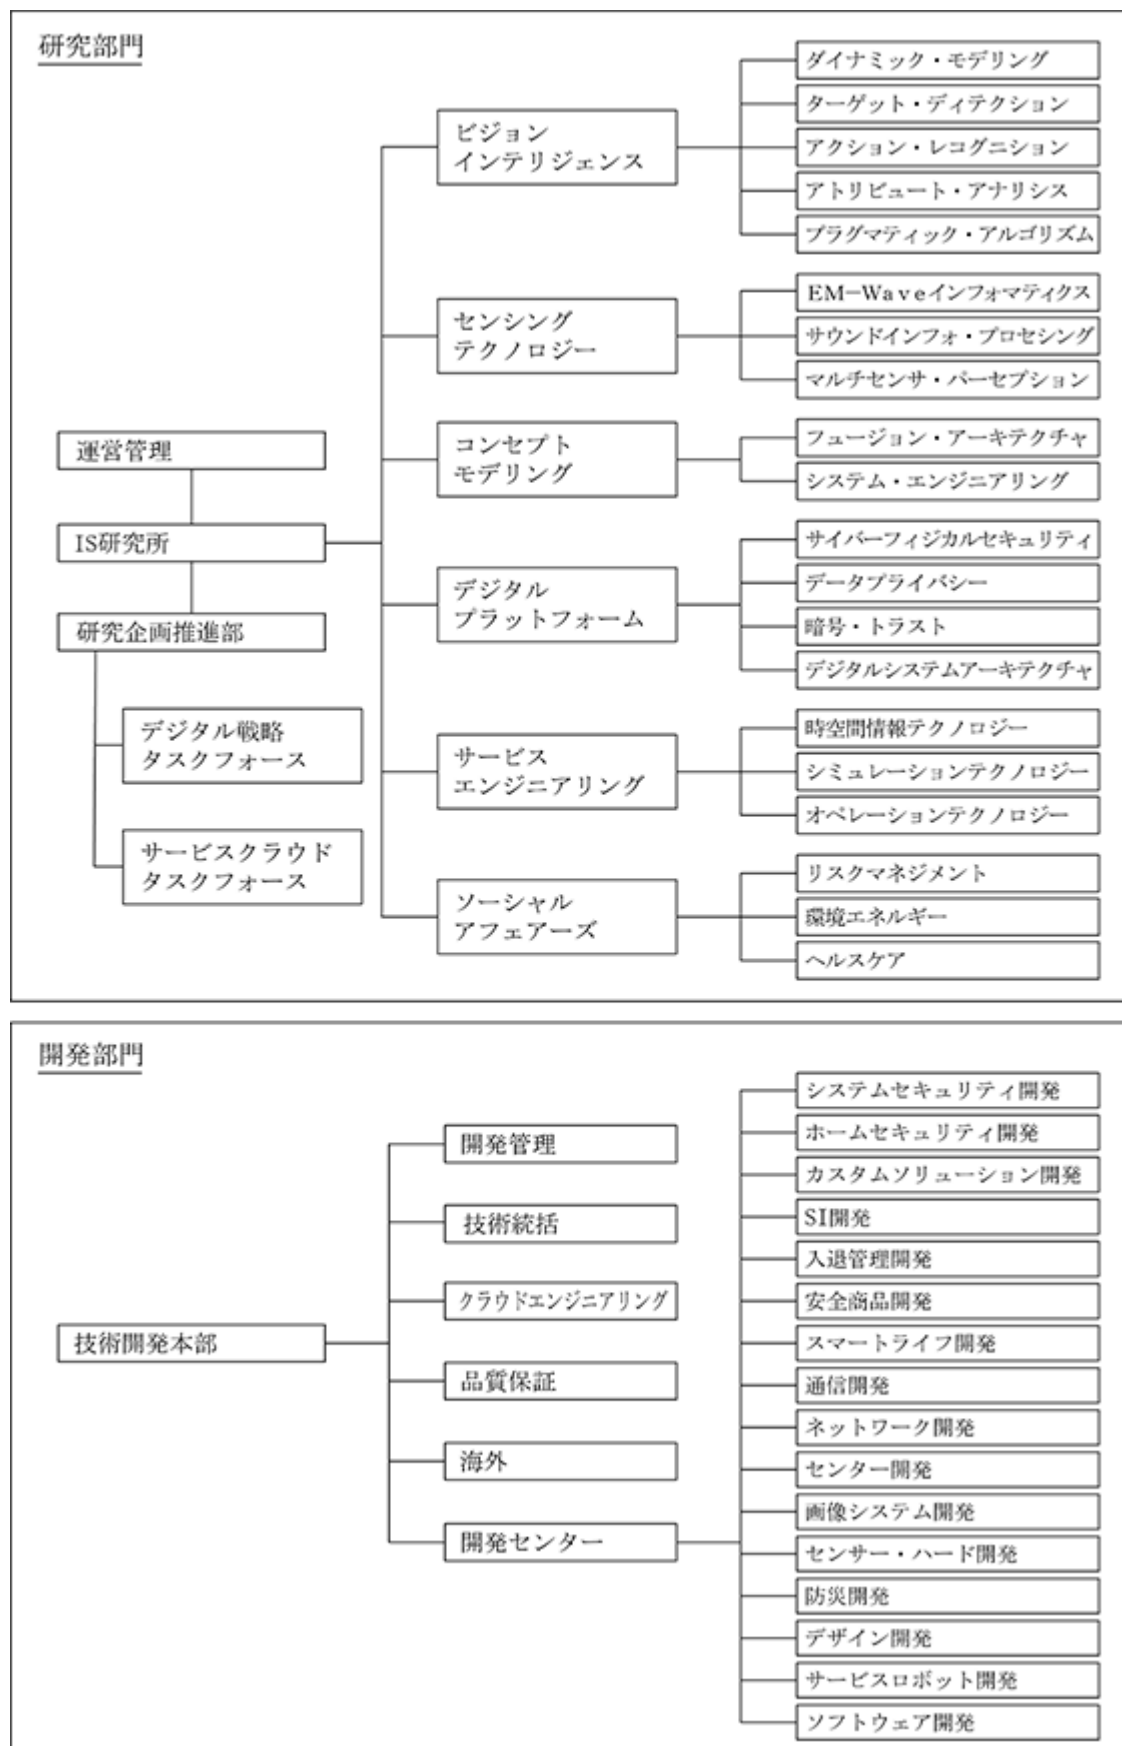 研究部門
運営管理
IS研究所
研究企画推進部
デジタル戦略
タスクフォース
サービスクラウド
タスクフォース
ビジョン
インテリジェンス
ダイナミック・モデリング
ターゲット・ディテクション
アクション・レコグニション
アトリビュート・アナリシス
プラグマティック・アルゴリズム
センシング
テクノロジー
EM－Waveインフォマティクス
サウンドインフォ・プロセシング
マルチセンサ・パーセプション
コンセプト
モデリング
フュージョン・アーキテクチャ
システム・エンジニアリング
デジタル
プラットフォーム
サイバーフィジカルセキュリティ
データプライバシー
暗号・トラスト
デジタルシステムアーキテクチャ
サービス
エンジニアリング
時空間情報テクノロジー
シミュレーションテクノロジー
オペレーションテクノロジー
ソーシャル
アフェアーズ
リスクマネジメント
環境エネルギー
ヘルスケア
開発部門
技術開発本部
開発管理
技術統括
クラウドエンジニアリング
品質保証
海外
開発センター
システムセキュリティ開発
ホームセキュリティ開発
カスタムソリューション開発
SI開発
入退管理開発
安全商品開発
スマートライフ開発
通信開発
ネットワーク開発
センター開発
画像システム開発
センサー・ハード開発
防災開発
デザイン開発
サービスロボット開発
ソフトウェア開発